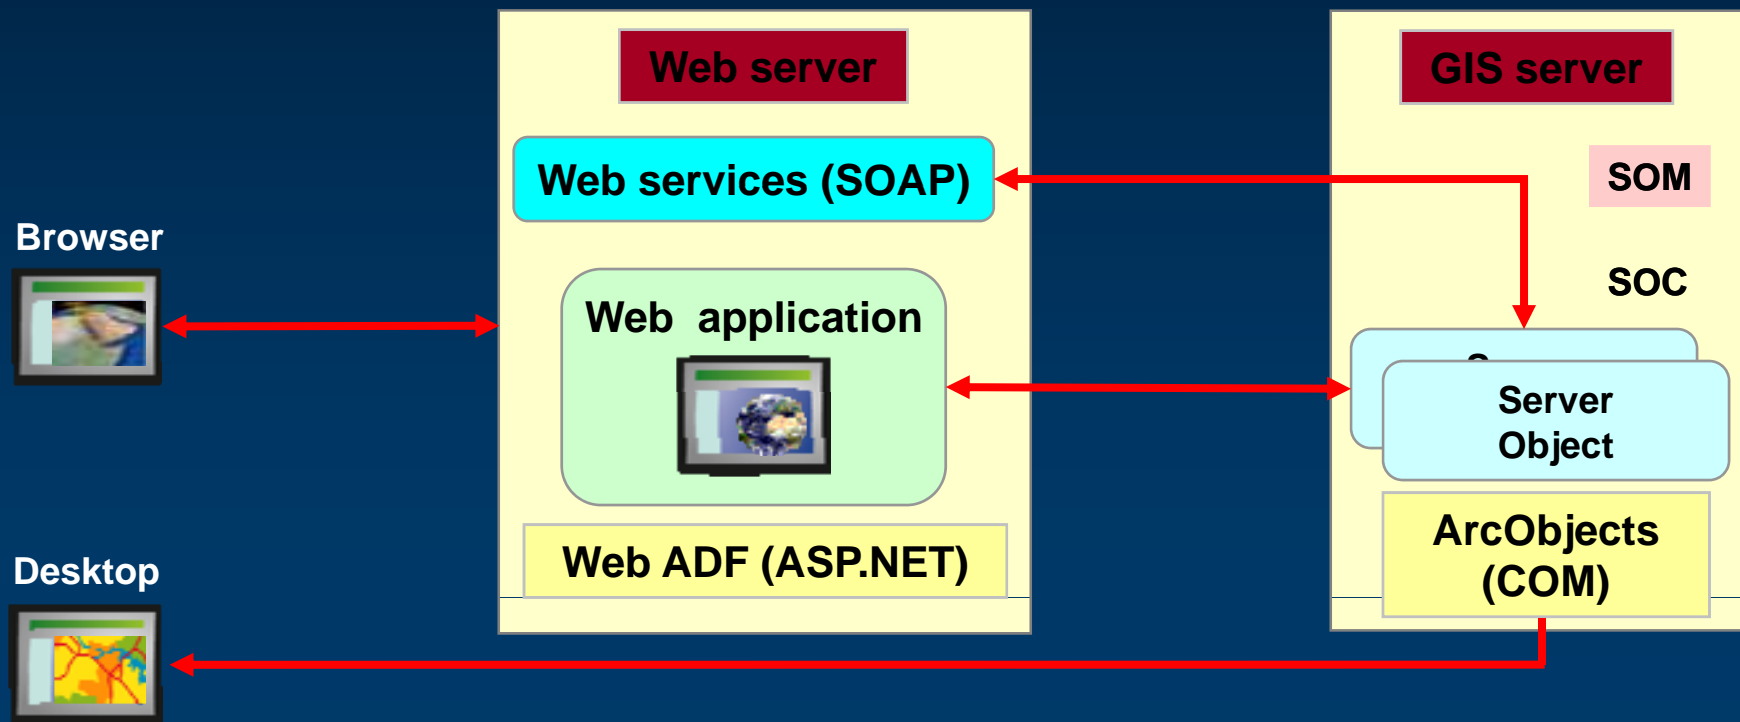 Web server
GIS server
Web services (SOAP)
SOM
Browser
SOC
Web application
Server
Object
ArcObjects
(COM)
Web ADF (ASP.NET)
Desktop